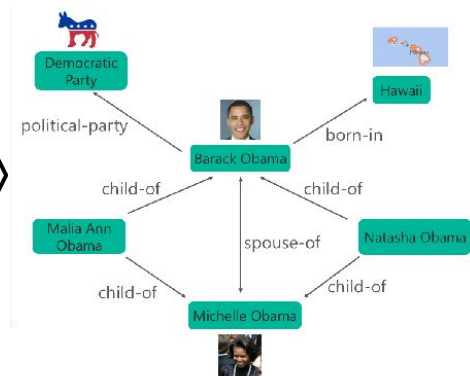 Democratic
Party
Hawaii
political-party
born-in
Barack Obama
child-of
child-of
Malia Ann
Obama
spouse-of
Natasha Obama
child-of
child-of
Michelle Obama